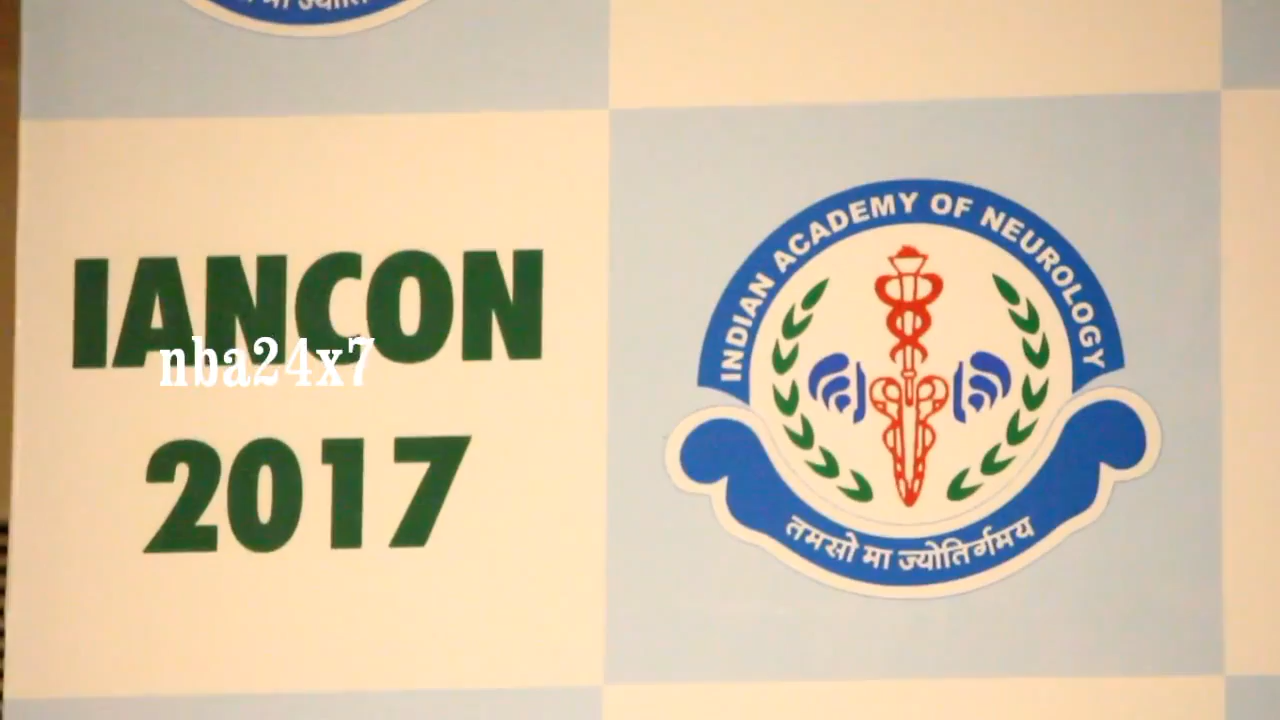 मा ज्योति
IANCON
nba24x7
2017
INDIAN ACADEMY OF NEUROLOGY
तमसो मा ज्योतिर्गमय